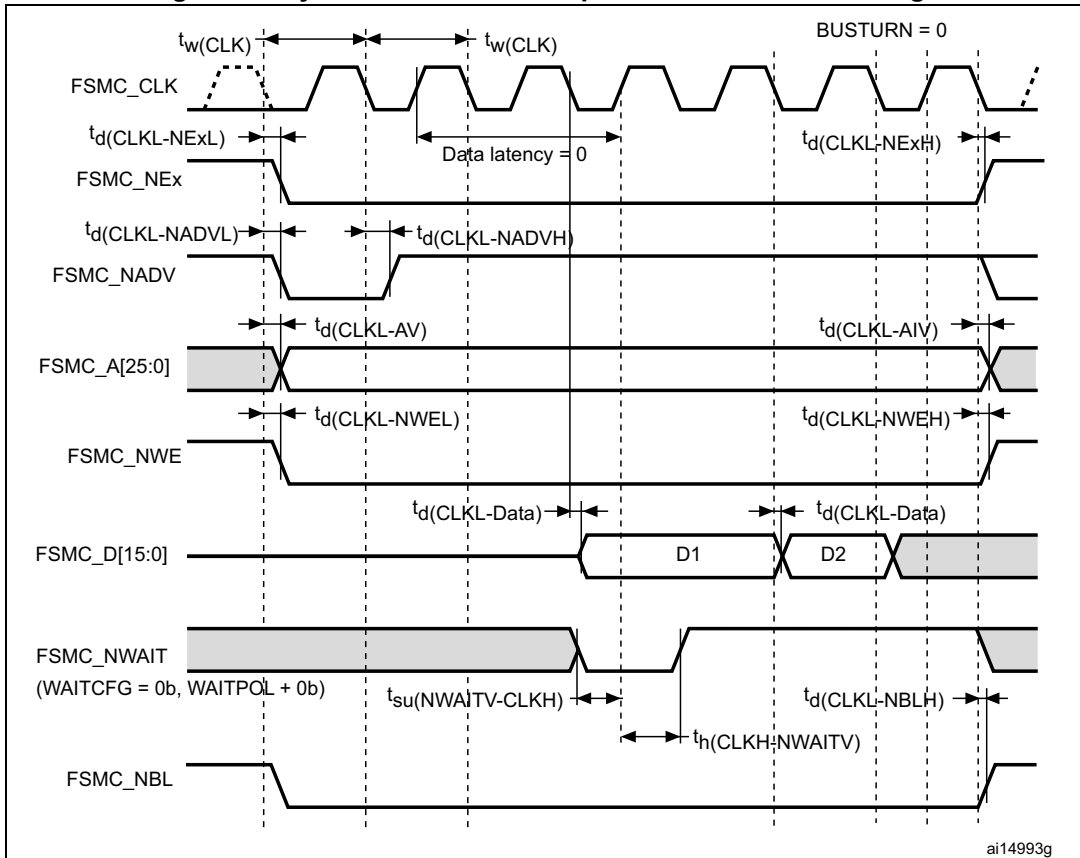 tw(CLK)
tw(CLK)
BUSTURN = 0
FSMC_CLK
Data latency = 0
td(CLKL-NExL)
td(CLKL-NExH)
FSMC_NEx
td(CLKL-NADVL)
td(CLKL-NADVH)
FSMC_NADV
td(CLKL-AV)
td(CLKL-AIV)
FSMC_A[25:0]
td(CLKL-NWEL)
td(CLKL-NWEH)
FSMC_NWE
td(CLKL-Data)
td(CLKL-Data)
FSMC_D[15:0]
D1
D2
FSMC_NWAIT
(WAITCFG = 0b, WAITPOL + 0b)
tsu(NWAITV-CLKH)
td(CLKL-NBLH)
th(CLKH-NWAITV)
FSMC_NBL
ai14993g